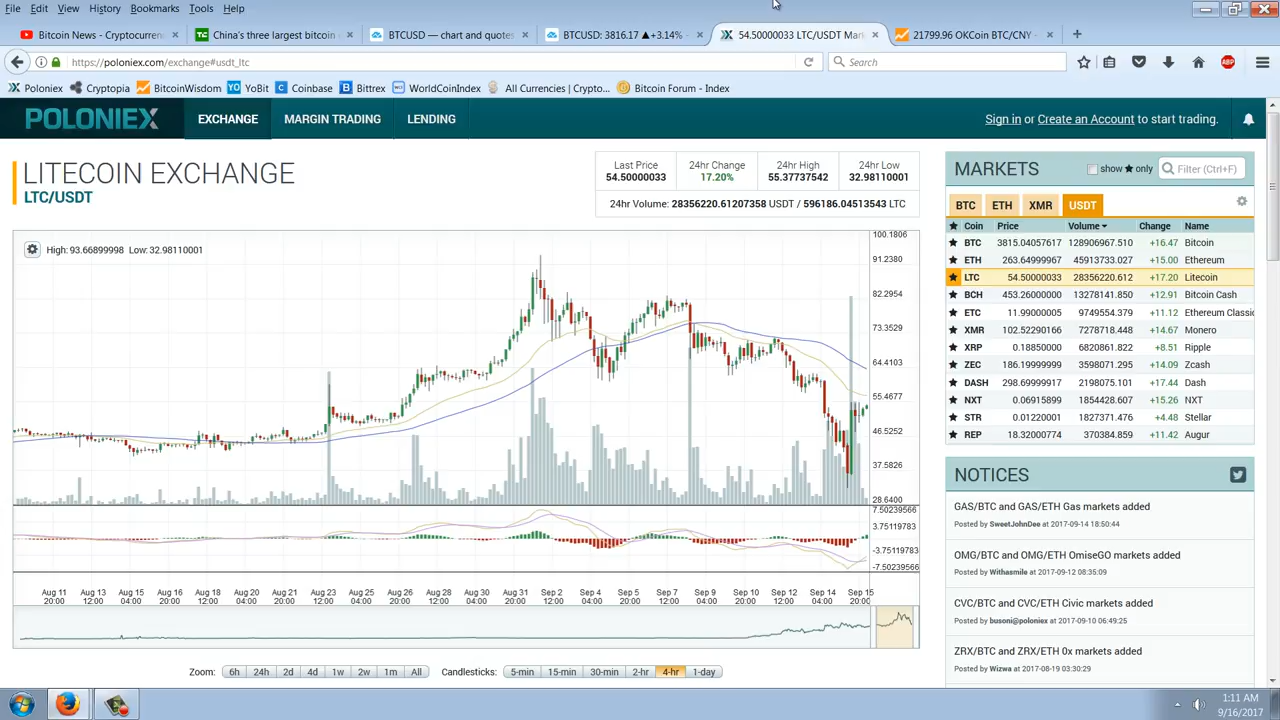 File Edit View History Bookmarks Tools Help
Bitcoin News - Cryptocurren
China's three largest bitcoin e
BTCUSD — chart and quotes
BTCUSD: 3816.17 ▲+3.14%
54.50000033 LTC/USDT Mar
21799.96 OKCoin BTC/CNY -
https://poloniex.com/exchange#usdt_ltc
Search
Poloniex Cryptopia BitcoinWisdom YoBit Coinbase Bittrex WorldCoinIndex All Currencies | Crypto... Bitcoin Forum - Index
POLONIEX EXCHANGE MARGIN TRADING LENDING Sign in or Create an Account to start trading.
LITECOIN EXCHANGE
LTC/USDT
Last Price 24hr Change 24hr High 24hr Low
54.50000033 17.20% 55.37737542 32.98110001
24hr Volume: 28356220.61207358 USDT / 596186.04513543 LTC
High: 93.66899998 Low: 32.98110001
100.1806
91.2380
82.2954
73.3529
64.4103
55.4677
46.5252
37.5826
28.6400
7.50239566
3.75119783
-3.75119783
-7.50239566
Aug 11 Aug 13 Aug 14 Aug 16 Aug 18 Aug 20 Aug 21 Aug 23 Aug 25 Aug 26 Aug 28 Aug 30 Aug 31 Sep 2 Sep 4 Sep 5 Sep 7 Sep 9 Sep 10 Sep 12 Sep 14 Sep 15
20:00 12:00 04:00 20:00 12:00 04:00 20:00 12:00 04:00 20:00 12:00 04:00 20:00 12:00 04:00 20:00 12:00 04:00 20:00 12:00 04:00 20:00
Zoom: 6h 24h 2d 4d 1w 2w 1m All Candlesticks: 5-min 15-min 30-min 2-hr 4-hr 1-day
MARKETS show ★ only Filter (Ctrl+F)
BTC ETH XMR USDT
★ Coin Price Volume Change Name
★ BTC 3815.04057617 128906967.510 +16.47 Bitcoin
★ ETH 263.64999967 45913733.027 +15.00 Ethereum
★ LTC 54.50000033 28356220.612 +17.20 Litecoin
★ BCH 453.26000000 13278141.850 +12.91 Bitcoin Cash
★ ETC 11.99000005 9749554.379 +11.12 Ethereum Classic
★ XMR 102.52290166 7278718.448 +14.67 Monero
★ XRP 0.18850000 6820861.822 +8.51 Ripple
★ ZEC 186.19999999 3598071.295 +14.09 Zcash
★ DASH 298.69999917 2198075.101 +17.44 Dash
★ NXT 0.06915899 1854428.607 +15.26 NXT
★ STR 0.01220001 1827371.476 +4.48 Stellar
★ REP 18.32000774 370384.859 +11.42 Augur
NOTICES
GAS/BTC and GAS/ETH Gas markets added
Posted by SweetJohnDee at 2017-09-14 18:50:44
OMG/BTC and OMG/ETH OmiseGO markets added
Posted by Withasmile at 2017-09-12 08:35:09
CVC/BTC and CVC/ETH Civic markets added
Posted by busoni@poloniex at 2017-09-10 06:49:25
ZRX/BTC and ZRX/ETH 0x markets added
Posted by Wizwa at 2017-08-19 03:30:29
1:11 AM
9/16/2017